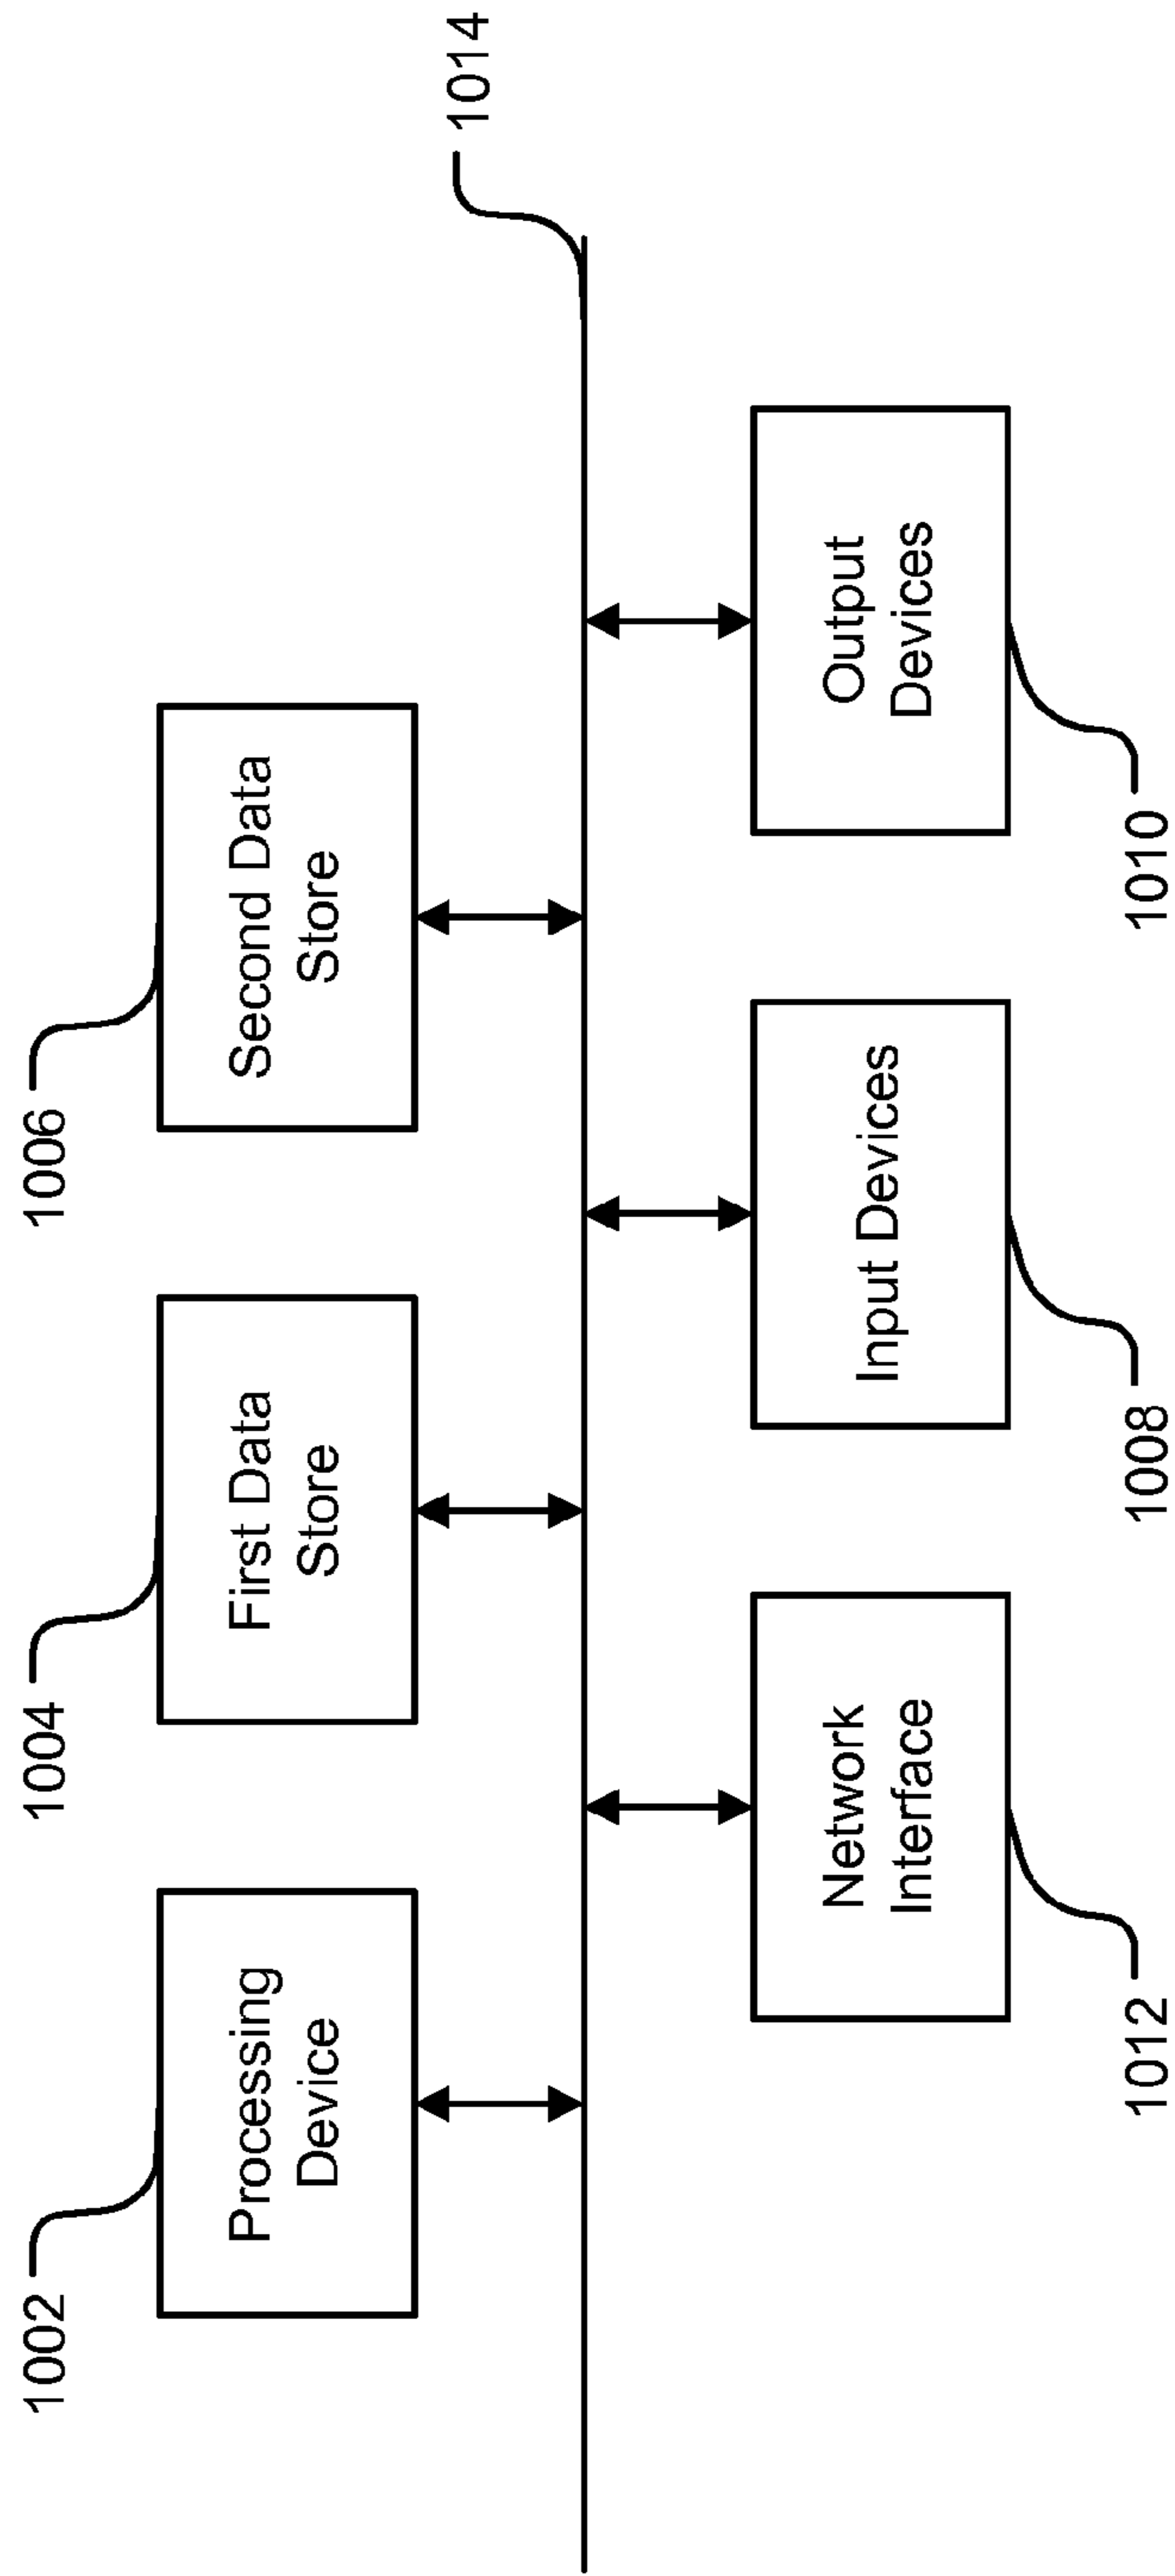 1002
1004
1006
Processing
Device
First Data
Store
Second Data
Store
1014
Network
Interface
Input Devices
Output
Devices
1012
1008
1010